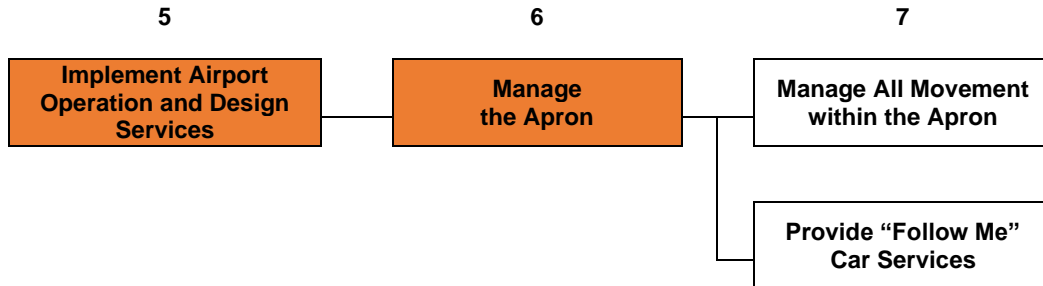 5
6
7
Implement Airport
Operation and Design
Services
Manage
the Apron
Manage All Movement
within the Apron
Provide “Follow Me”
Car Services